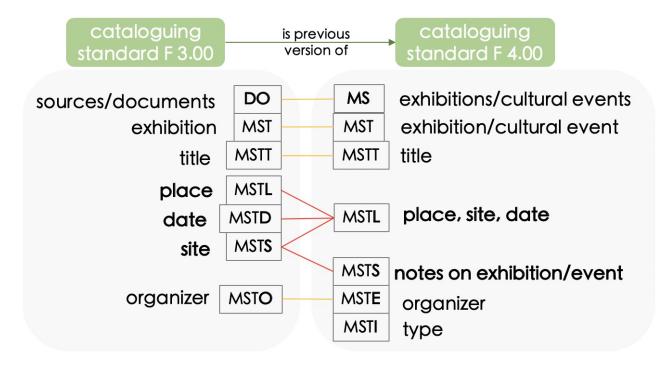 cataloguing
standard F 3.00
is previous
version of
cataloguing
standard F 4.00
sources/documents DO MS exhibitions/cultural events
exhibition MST MST exhibition/cultural event
title MSTT MSTT title
place MSTL
date MSTD MSTL place, site, date
site MSTS
MSTS notes on exhibition/event
organizer MSTO MSTE organizer
MSTI type